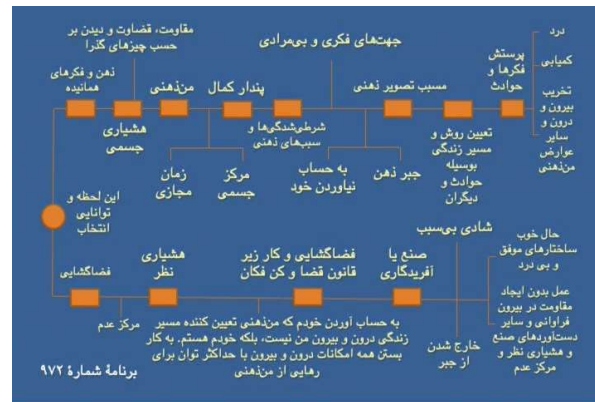 مقاومت، قضاوت و دیدن بر
حسب چیزهای گذرا
ذهن و فکرهای
همانیده
هشیاری
جسمی
من‌ذهنی
پندار کمال
زمان
مجازی
مرکز
جسمی
شرطی‌شدگی‌ها و
سبب‌های ذهنی
جهت‌های فکری و بی‌مرادی
به حساب
نیاوردن خود
جبر ذهن
مسبب تصویر ذهنی
تعیین روش و
مسیر زندگی
بوسیله
حوادث و
دیگران
پرستش
فکرها و
حوادث
درد
کمیابی
تخریب
بیرون و
درون و
سایر
عوارض
من‌ذهنی
این لحظه و
توانایی
انتخاب
فضاگشایی
مرکز عدم
هشیاری
نظر
فضاگشایی و کار زیر
قانون قضا و کن فکان
به حساب آوردن خودم که من‌ذهنی تعیین کننده مسیر
زندگی درون و بیرون من نیست، بلکه خودم هستم. به کار
بستن همه امکانات درون و بیرون با حداکثر توان برای
رهایی از من‌ذهنی
صنع یا
آفریدگاری
شادی بی‌سبب
خارج شدن
از جبر
حال خوب
ساختارهای موفق
و بی درد
عمل بدون ایجاد
مقاومت در بیرون
فراوانی و سایر
دست‌آوردهای صنع
و هشیاری نظر و
مرکز عدم
برنامهٔ شمارهٔ ۹۷۲